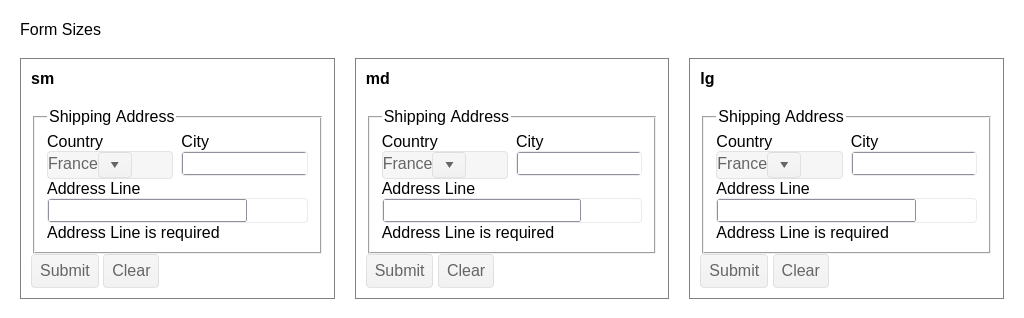 Form Sizes
sm
Shipping Address
Country City
France
Address Line
Address Line is required
Submit Clear
md
Shipping Address
Country City
France
Address Line
Address Line is required
Submit Clear
lg
Shipping Address
Country City
France
Address Line
Address Line is required
Submit Clear